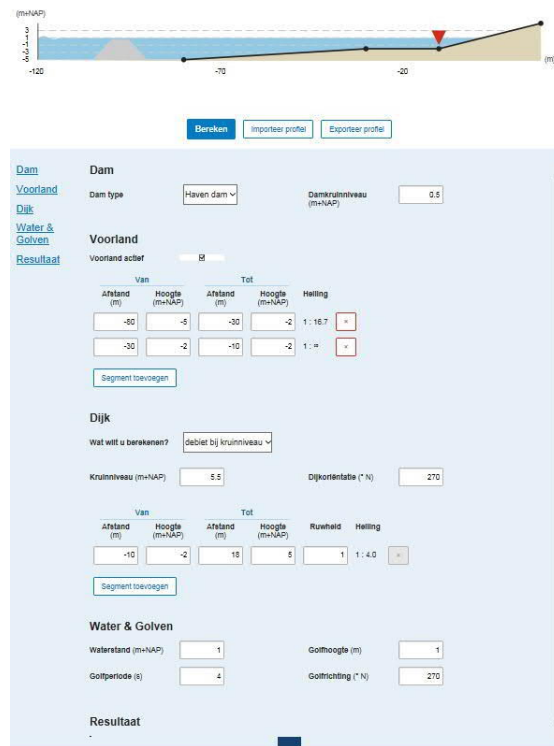 (m+NAP)
3
1
-1
-3
-5
-120
-70
-20
(m)
Bereken
Importeer profiel
Exporteer profiel
Dam
Voorland
Dijk
Water &
Golven
Resultaat
Dam
Dam type
Haven dam
Damkruinniveau
(m+NAP)
0.5
Voorland
Voorland actief
Van
Tot
Afstand
(m)
Hoogte
(m+NAP)
Afstand
(m)
Hoogte
(m+NAP)
Helling
-80
-5
-30
-2
1 : 16.7
×
-30
-2
-10
-2
1 : ∞
×
Segment toevoegen
Dijk
Wat wilt u berekenen?
debiet bij kruinniveau
Kruinniveau (m+NAP)
5.5
Dijkoriëntatie (° N)
270
Van
Tot
Afstand
(m)
Hoogte
(m+NAP)
Afstand
(m)
Hoogte
(m+NAP)
Ruwheid
Helling
-10
-2
18
5
1
1 : 4.0
×
Segment toevoegen
Water & Golven
Waterstand (m+NAP)
1
Golfhoogte (m)
1
Golfperiode (s)
4
Golfrichting (° N)
270
Resultaat